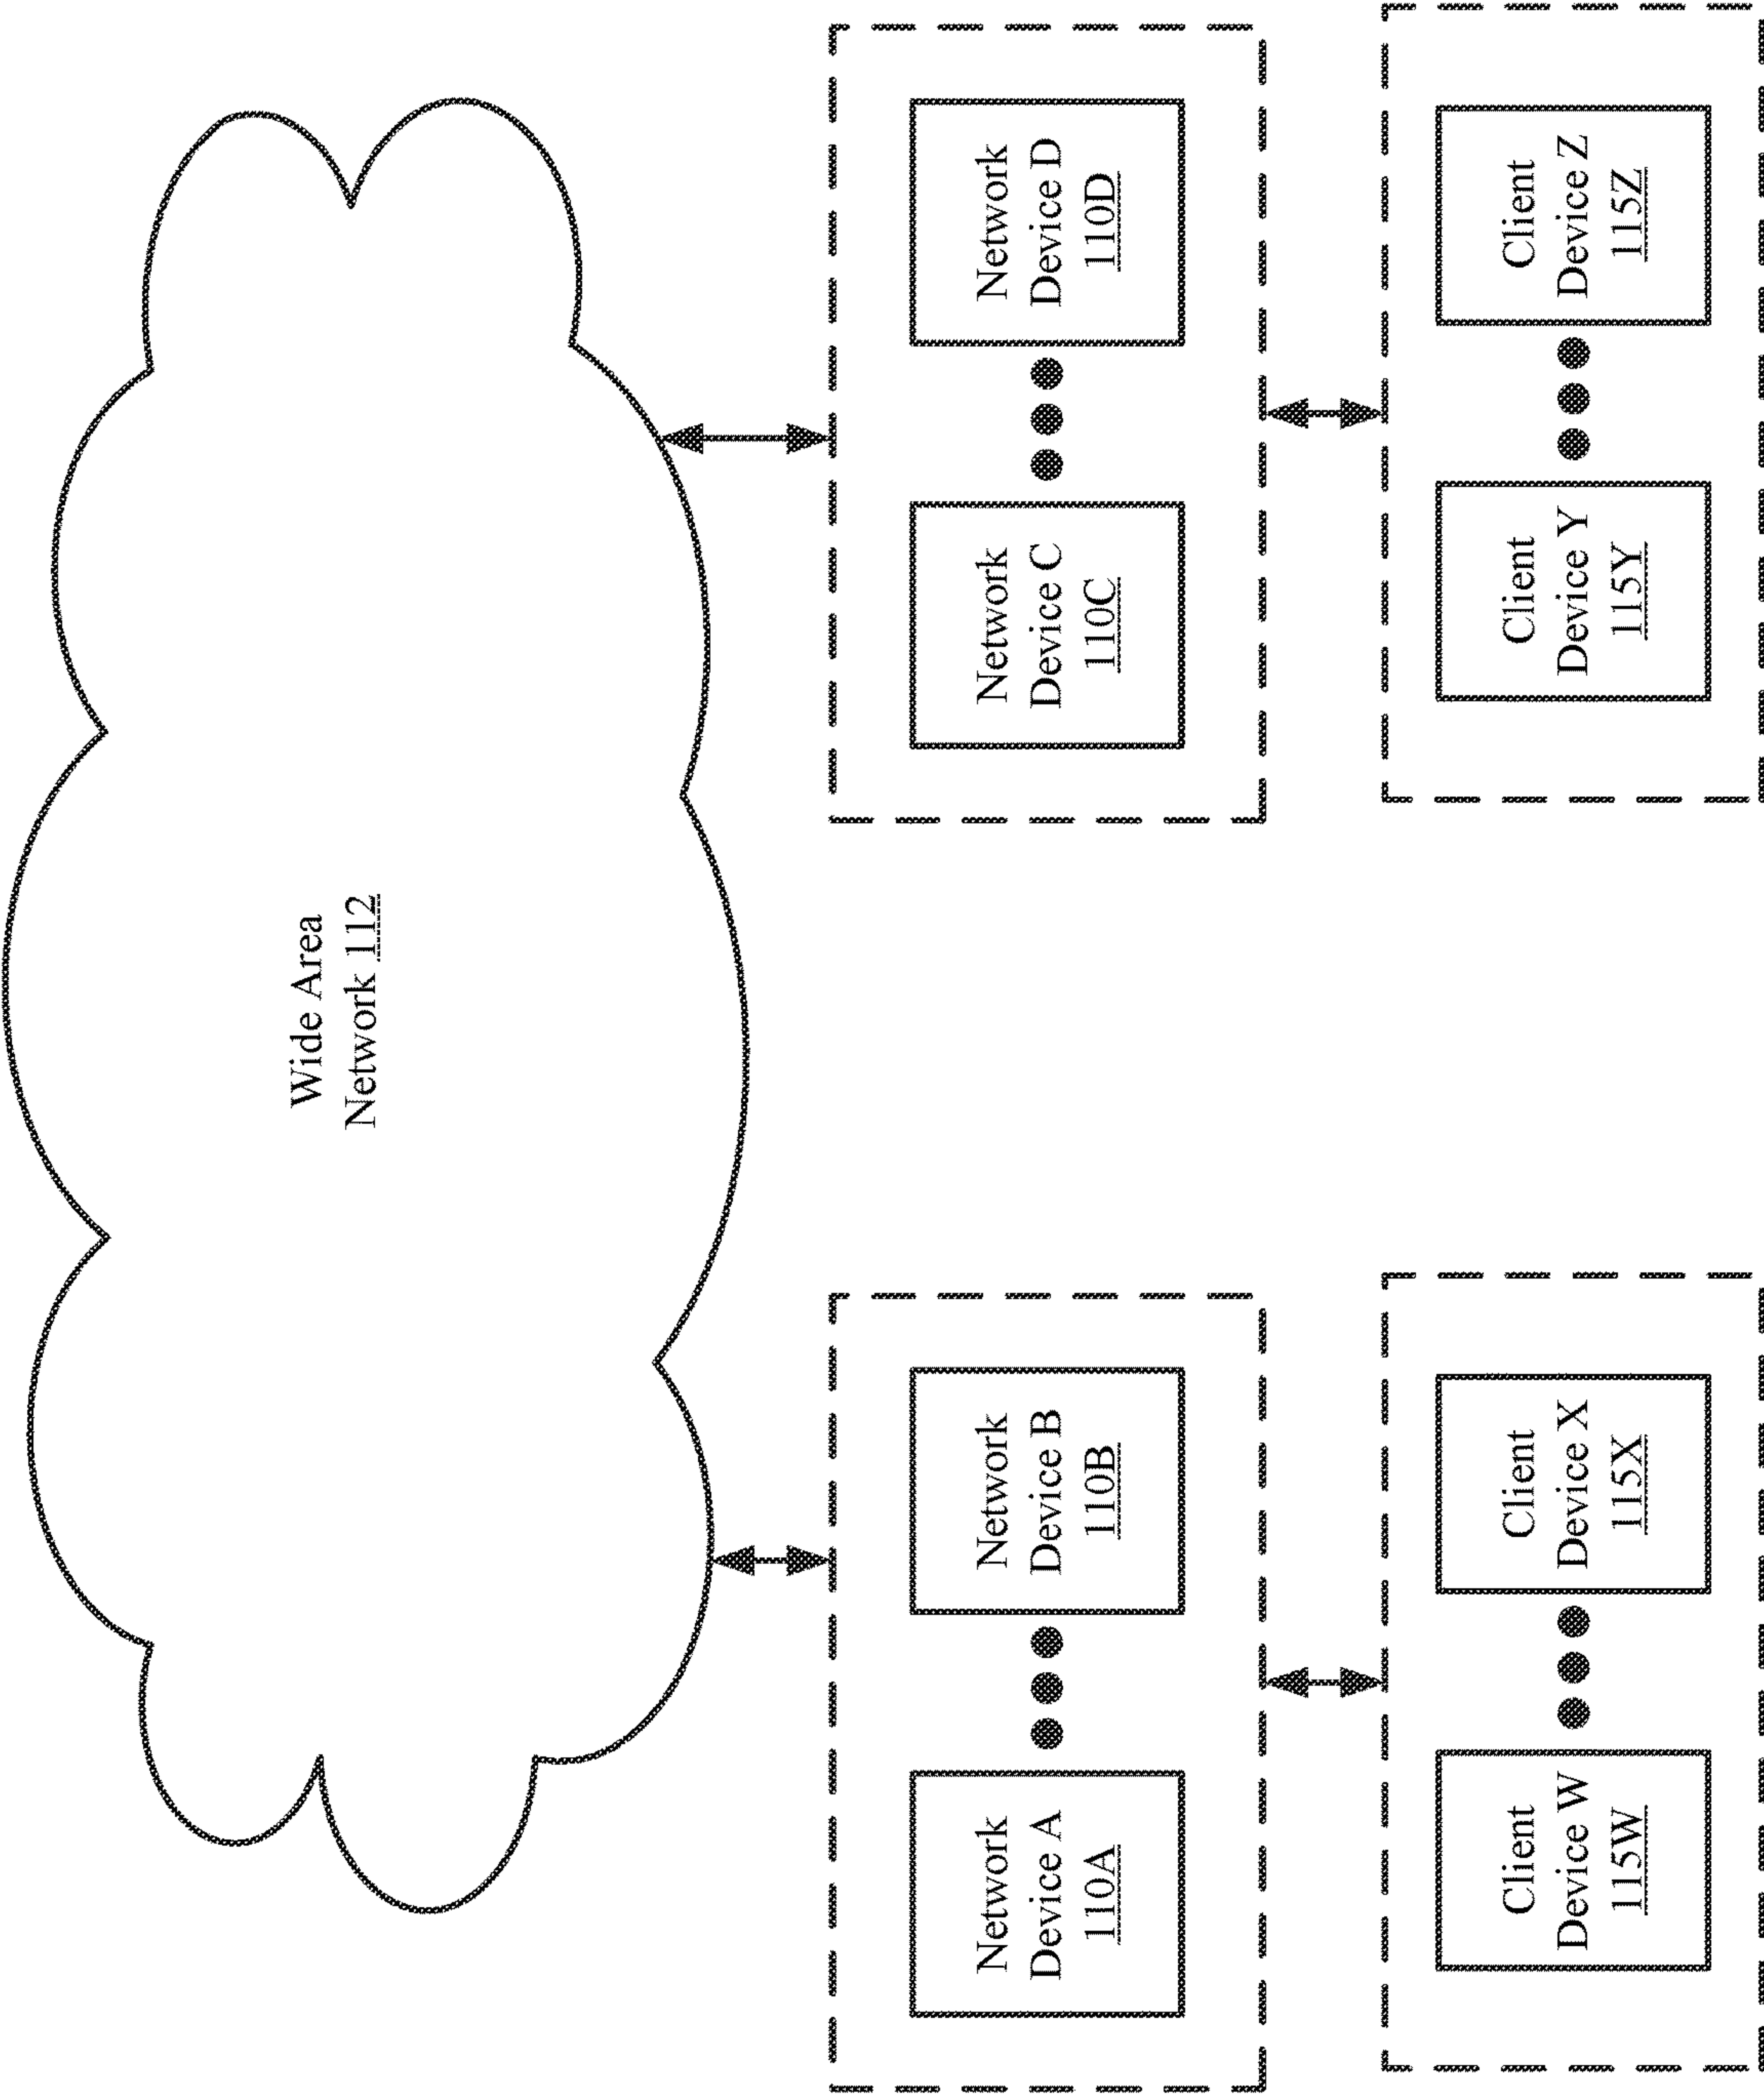 Wide Area
Network 112
Network
Device A
110A
Network
Device B
110B
Network
Device C
110C
Network
Device D
110D
Client
Device W
115W
Client
Device X
115X
Client
Device Y
115Y
Client
Device Z
115Z